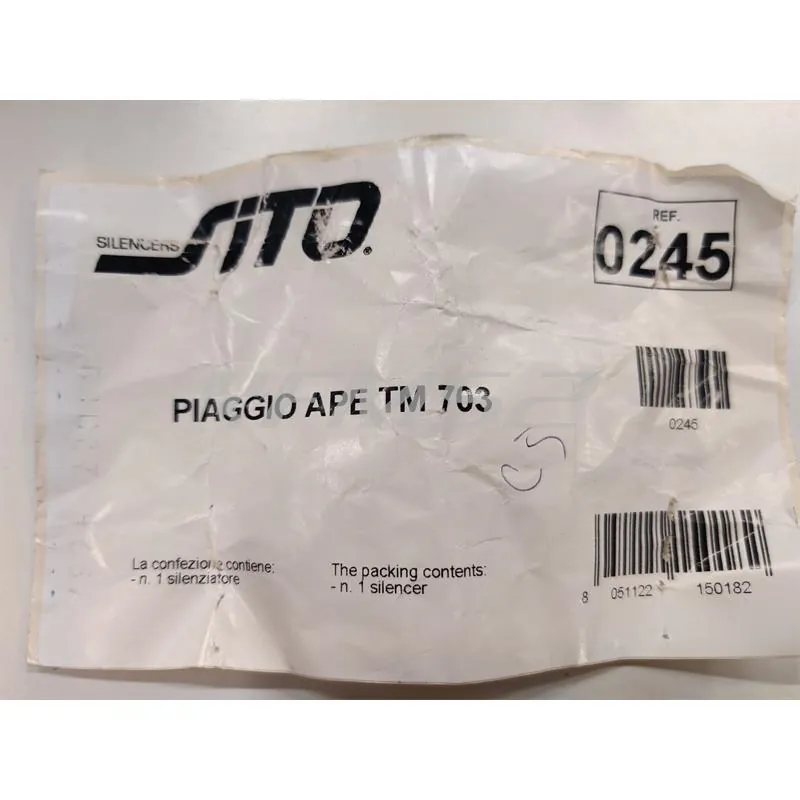 SILENCERS SITO®
REF.
0245
PIAGGIO APE TM 703
0245
CS
La confezione contiene:
- n. 1 silenziatore
The packing contents:
- n. 1 silencer
8 051122 150182